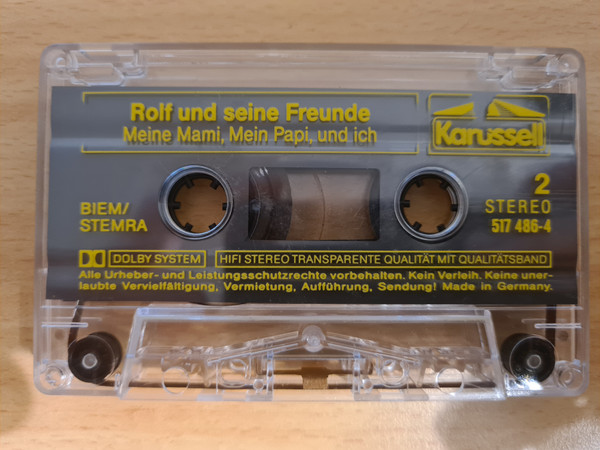 Rolf und seine Freunde
Meine Mami, Mein Papi, und ich
Karussell
BIEM/
STEMRA
2
STEREO
517 486-4
DOLBY SYSTEM
HIFI STEREO TRANSPARENTE QUALITÄT MIT QUALITÄTSBAND
Alle Urheber- und Leistungsschutzrechte vorbehalten. Kein Verleih. Keine uner-
laubte Vervielfältigung, Vermietung, Aufführung, Sendung! Made in Germany.